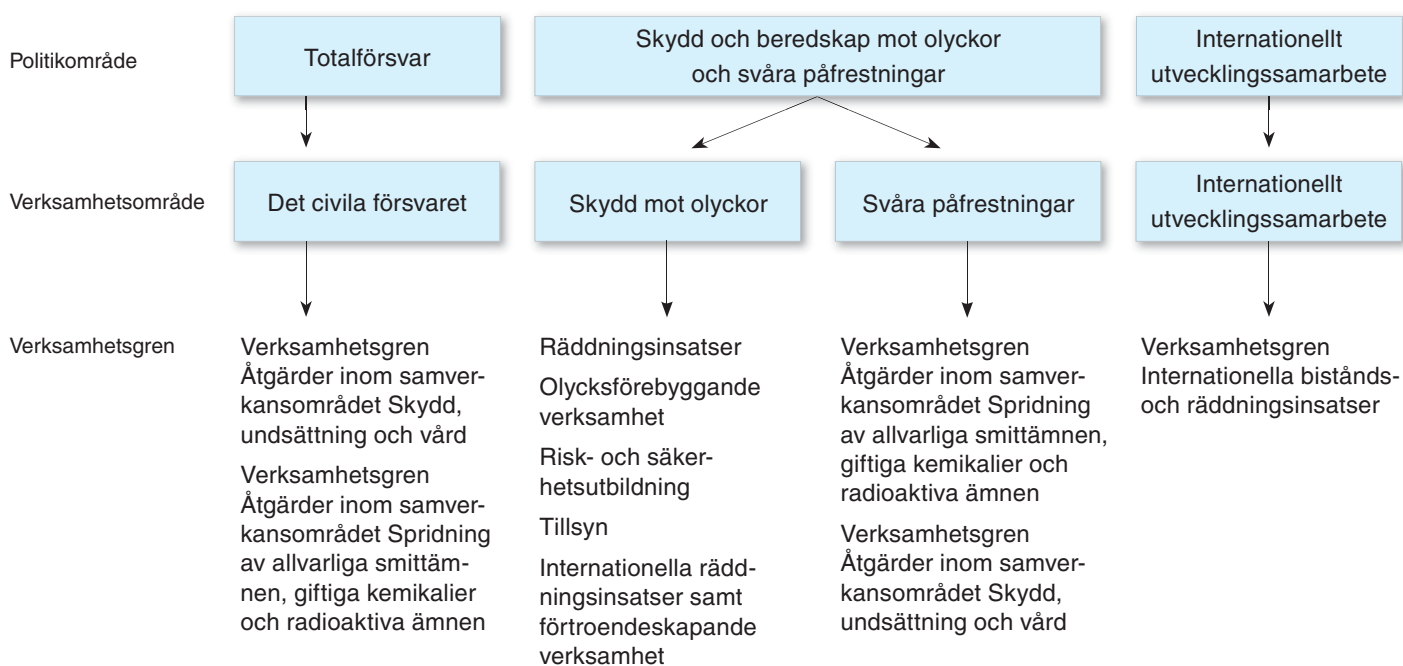 Politikområde
Totalförsvar
Skydd och beredskap mot olyckor
och svåra påfrestningar
Internationellt
utvecklingssamarbete
Verksamhetsområde
Det civila försvaret
Skydd mot olyckor
Svåra påfrestningar
Internationellt
utvecklingssamarbete
Verksamhetsgren
Verksamhetsgren
Åtgärder inom samver-
kansområdet Skydd,
undsättning och vård
Verksamhetsgren
Åtgärder inom samver-
kansområdet Spridning
av allvarliga smittäm-
nen, giftiga kemikalier
och radioaktiva ämnen
Räddningsinsatser
Olycksförebyggande
verksamhet
Risk- och säker-
hetsutbildning
Tillsyn
Internationella rädd-
ningsinsatser samt
förtroendeskapande
verksamhet
Verksamhetsgren
Åtgärder inom samver-
kansområdet Spridning
av allvarliga smittämnen,
giftiga kemikalier och
radioaktiva ämnen
Verksamhetsgren
Åtgärder inom samver-
kansområdet Skydd,
undsättning och vård
Verksamhetsgren
Internationella bistånds-
och räddningsinsatser